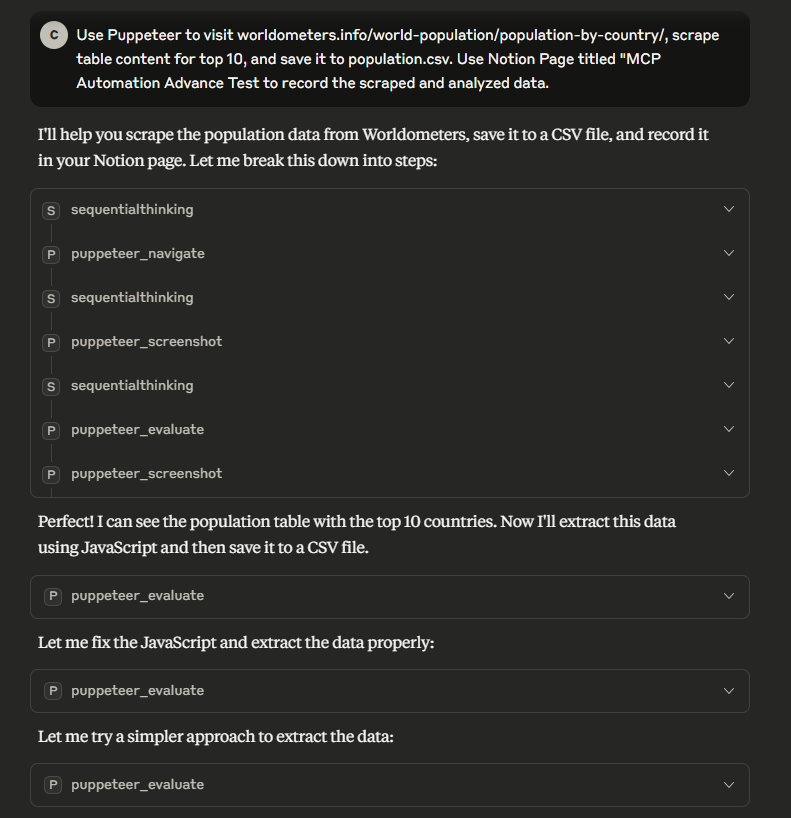 C
Use Puppeteer to visit worldometers.info/world-population/population-by-country/, scrape
table content for top 10, and save it to population.csv. Use Notion Page titled "MCP
Automation Advance Test to record the scraped and analyzed data.
I'll help you scrape the population data from Worldometers, save it to a CSV file, and record it
in your Notion page. Let me break this down into steps:
S sequentialthinking
P puppeteer_navigate
S sequentialthinking
P puppeteer_screenshot
S sequentialthinking
P puppeteer_evaluate
P puppeteer_screenshot
Perfect! I can see the population table with the top 10 countries. Now I'll extract this data
using JavaScript and then save it to a CSV file.
P puppeteer_evaluate
Let me fix the JavaScript and extract the data properly:
P puppeteer_evaluate
Let me try a simpler approach to extract the data:
P puppeteer_evaluate